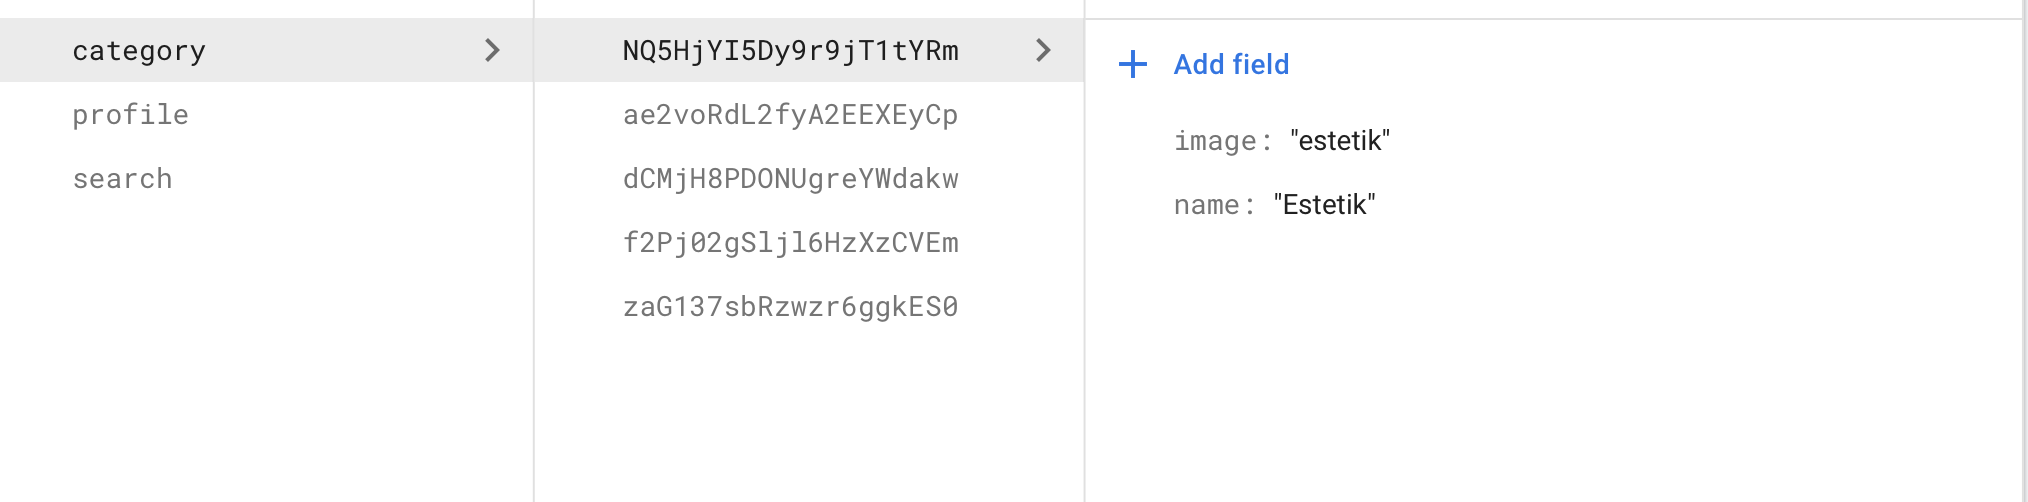 category
profile
search
NQ5HjYI5Dy9r9jT1tYRm
ae2voRdL2fyA2EEXEyCp
dCMjH8PDONUgreYWdakw
f2Pj02gSljl6HzXzCVEm
zaG137sbRzwzr6ggkES0
Add field
image: "estetik"
name: "Estetik"